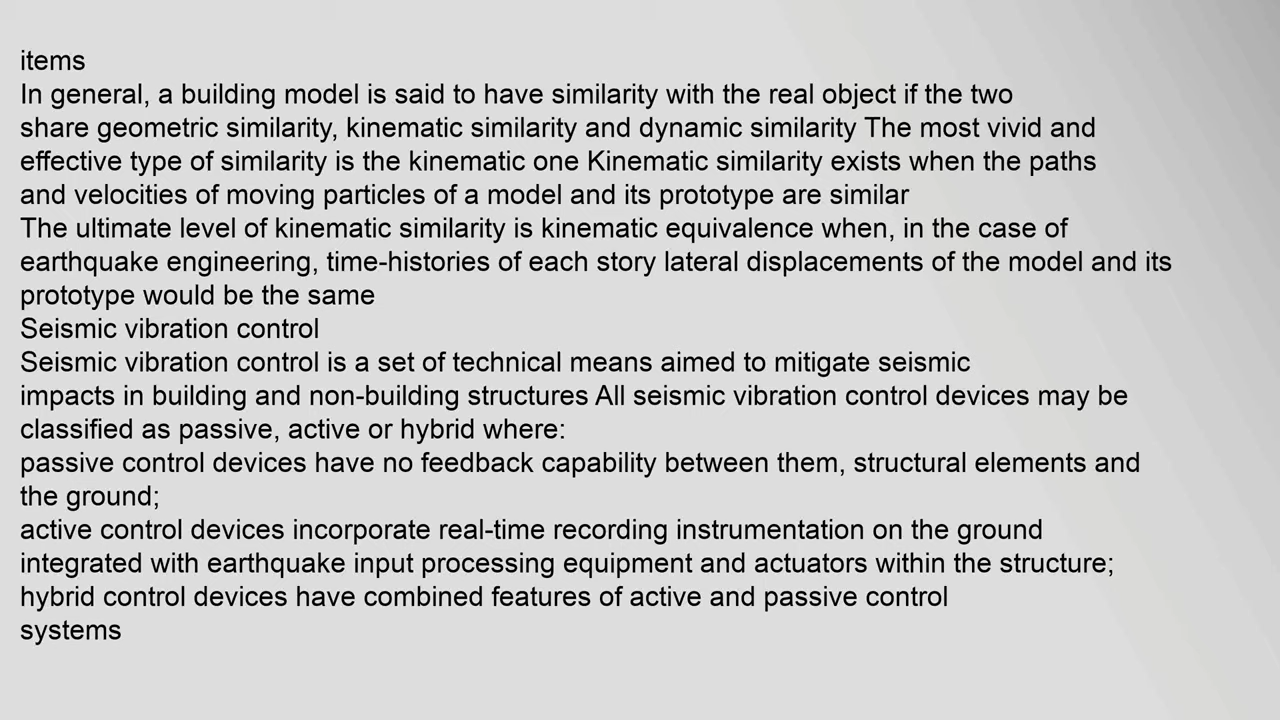 items
In general, a building model is said to have similarity with the real object if the two
share geometric similarity, kinematic similarity and dynamic similarity The most vivid and
effective type of similarity is the kinematic one Kinematic similarity exists when the paths
and velocities of moving particles of a model and its prototype are similar
The ultimate level of kinematic similarity is kinematic equivalence when, in the case of
earthquake engineering, time-histories of each story lateral displacements of the model and its
prototype would be the same
Seismic vibration control
Seismic vibration control is a set of technical means aimed to mitigate seismic
impacts in building and non-building structures All seismic vibration control devices may be
classified as passive, active or hybrid where:
passive control devices have no feedback capability between them, structural elements and
the ground;
active control devices incorporate real-time recording instrumentation on the ground
integrated with earthquake input processing equipment and actuators within the structure;
hybrid control devices have combined features of active and passive control
systems